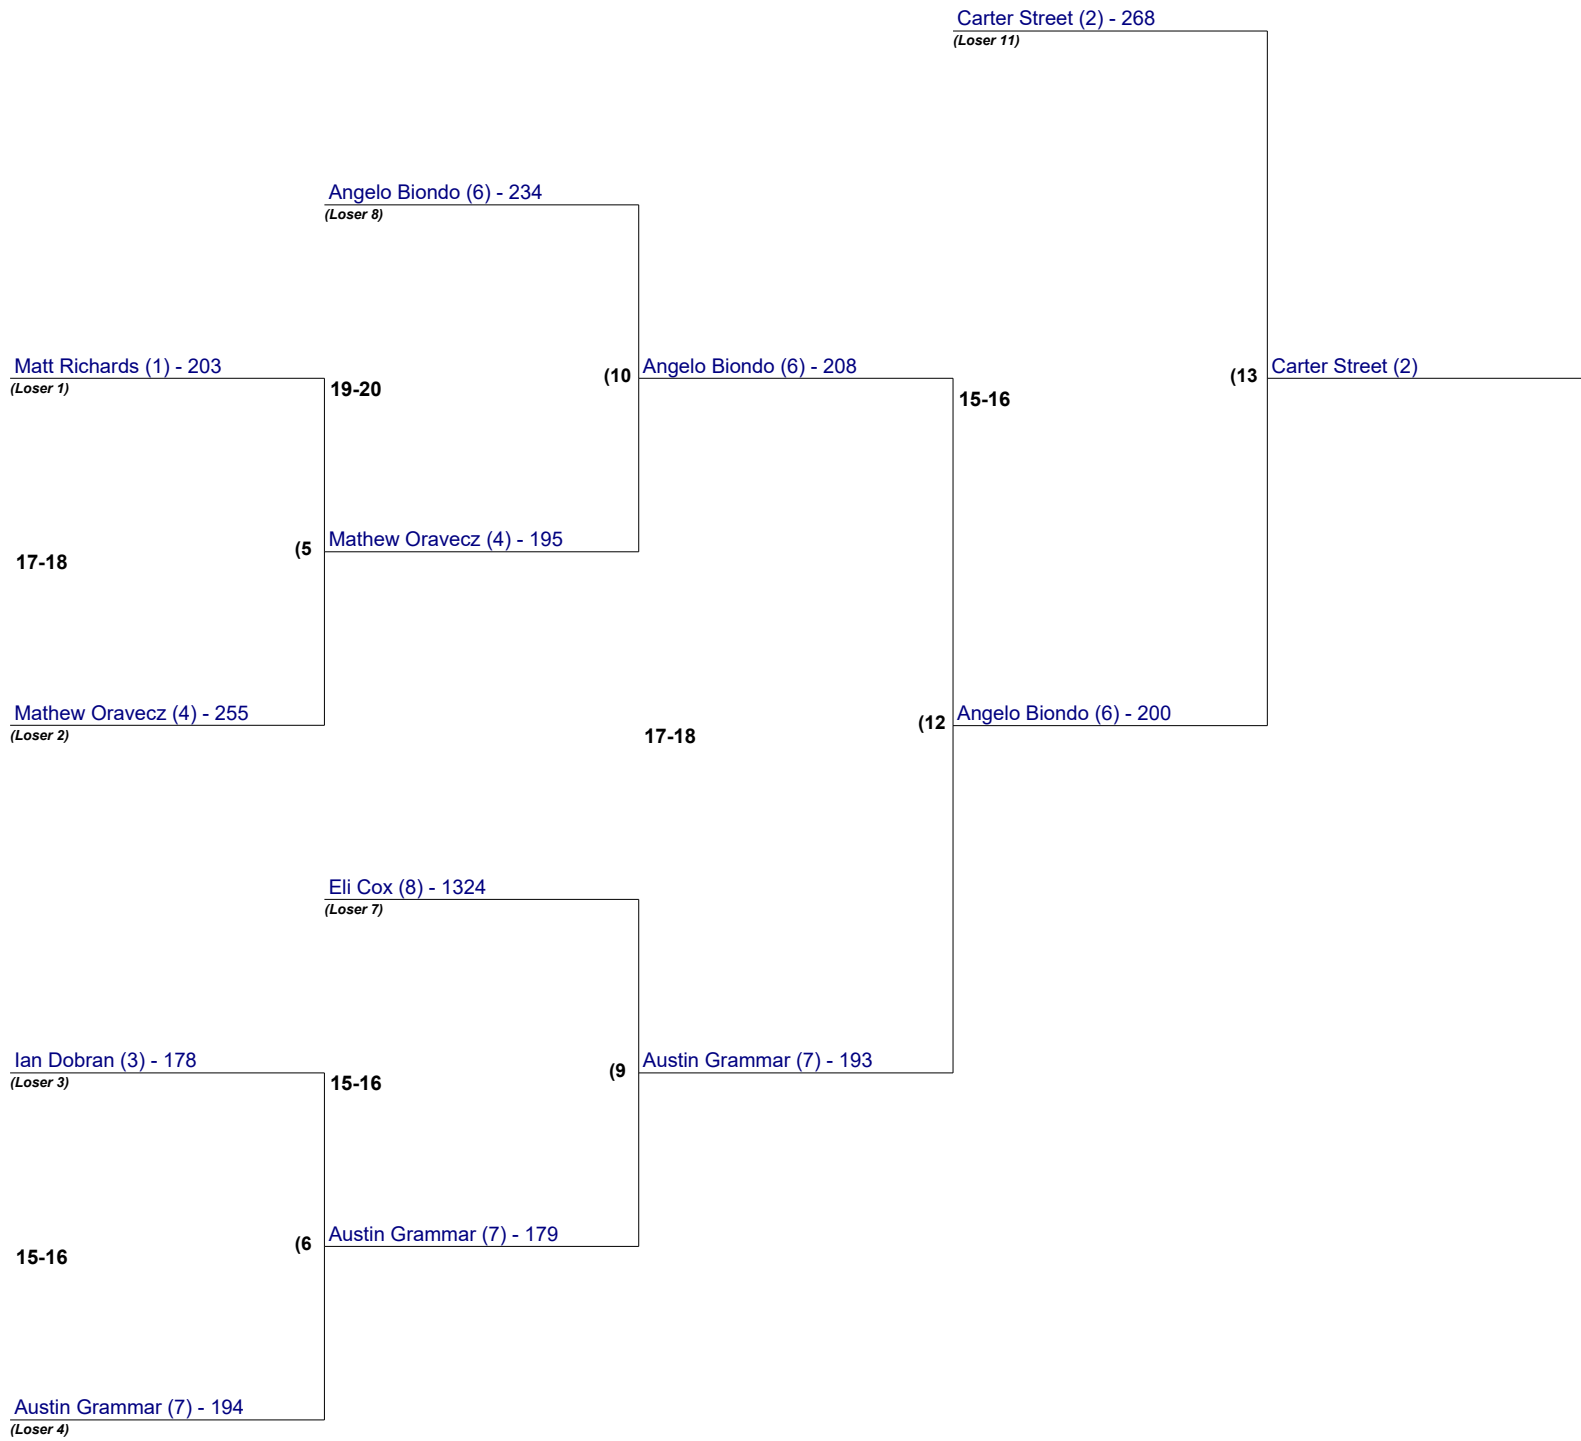 Carter Street (2) - 268
(Loser 11)
Angelo Biondo (6) - 234
(Loser 8)
Matt Richards (1) - 203
(Loser 1)
19-20
(10
Angelo Biondo (6) - 208
15-16
(13
Carter Street (2)
17-18
(5
Mathew Oravecz (4) - 195
Mathew Oravecz (4) - 255
(Loser 2)
17-18
(12
Angelo Biondo (6) - 200
Eli Cox (8) - 1324
(Loser 7)
Ian Dobran (3) - 178
(Loser 3)
15-16
(9
Austin Grammar (7) - 193
15-16
(6
Austin Grammar (7) - 179
Austin Grammar (7) - 194
(Loser 4)